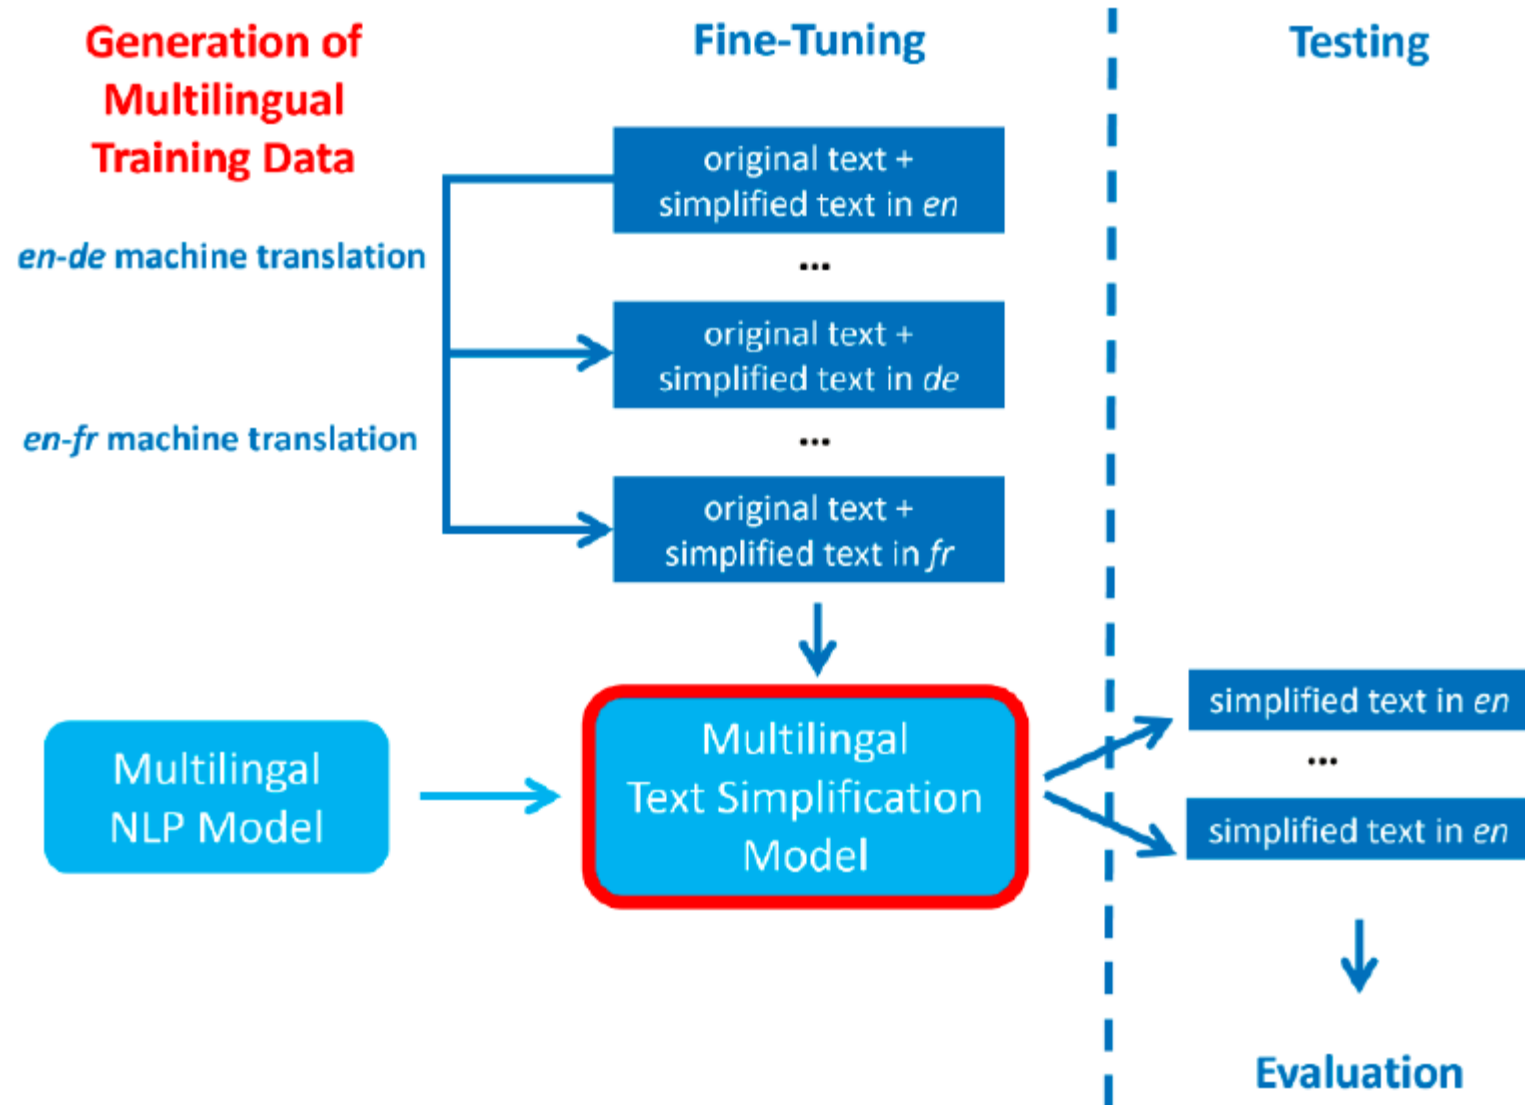 Generation of
Multilingual
Training Data
en-de machine translation
en-fr machine translation
Fine-Tuning
original text +
simplified text in en
...
original text +
simplified text in de
...
original text +
simplified text in fr
Multilingal
NLP Model
Multilingal
Text Simplification
Model
Testing
simplified text in en
...
simplified text in en
Evaluation